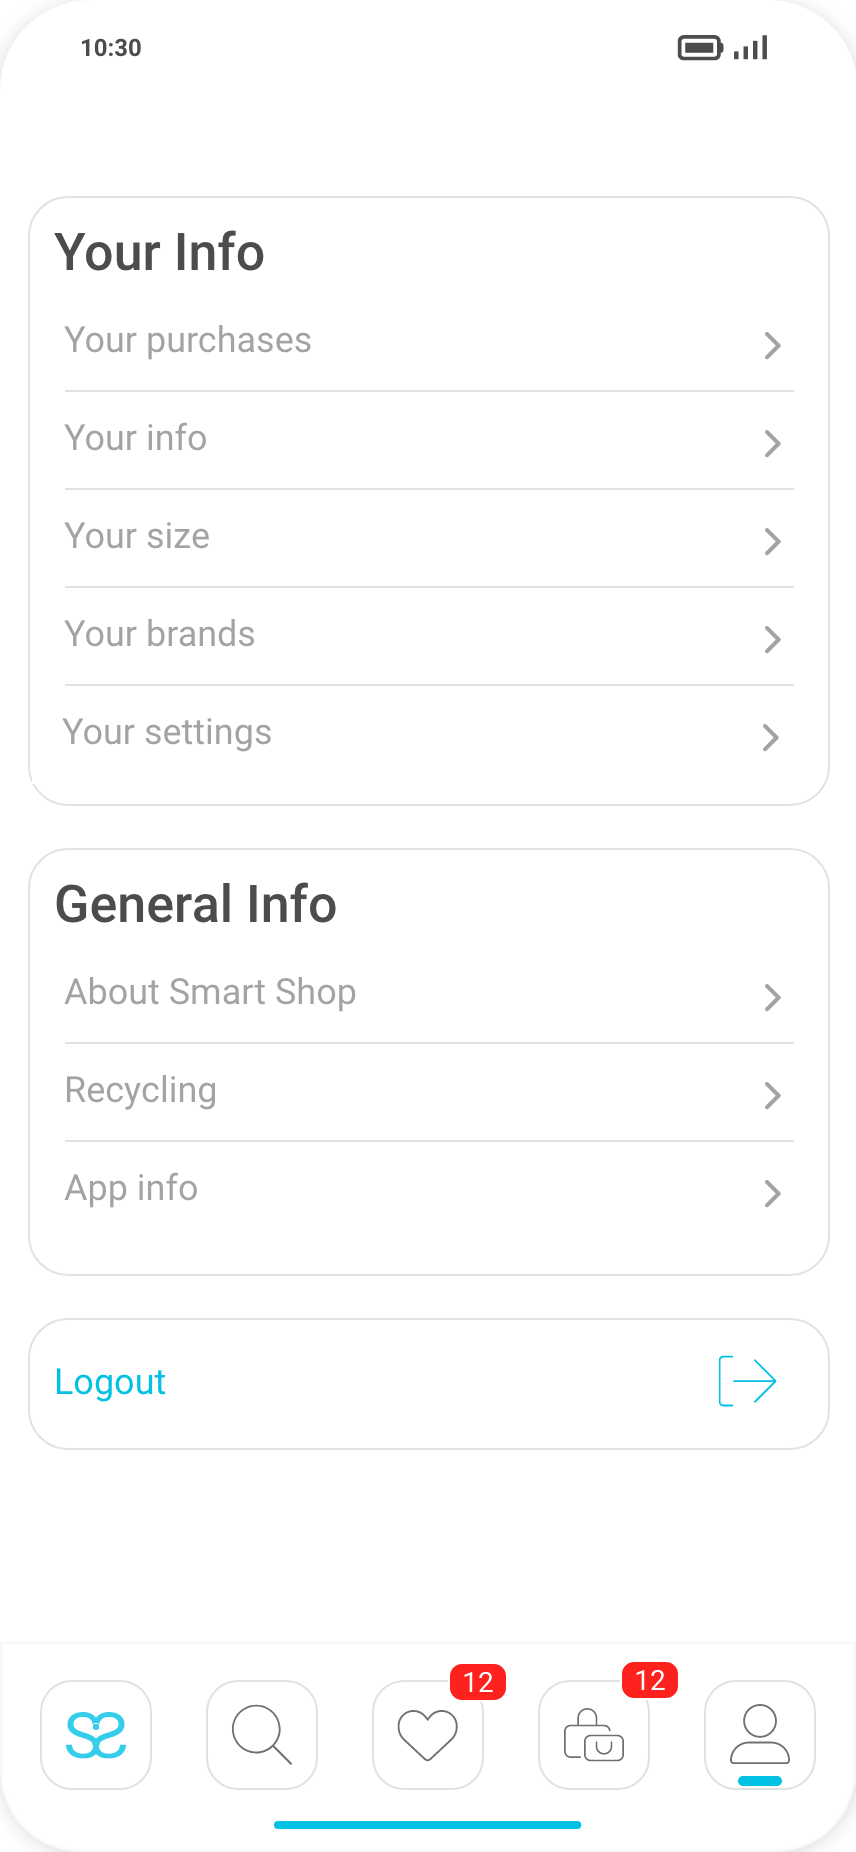 10:30
Your Info
Your purchases
Your info
Your size
Your brands
Your settings
General Info
About Smart Shop
Recycling
App info
Logout
12
12